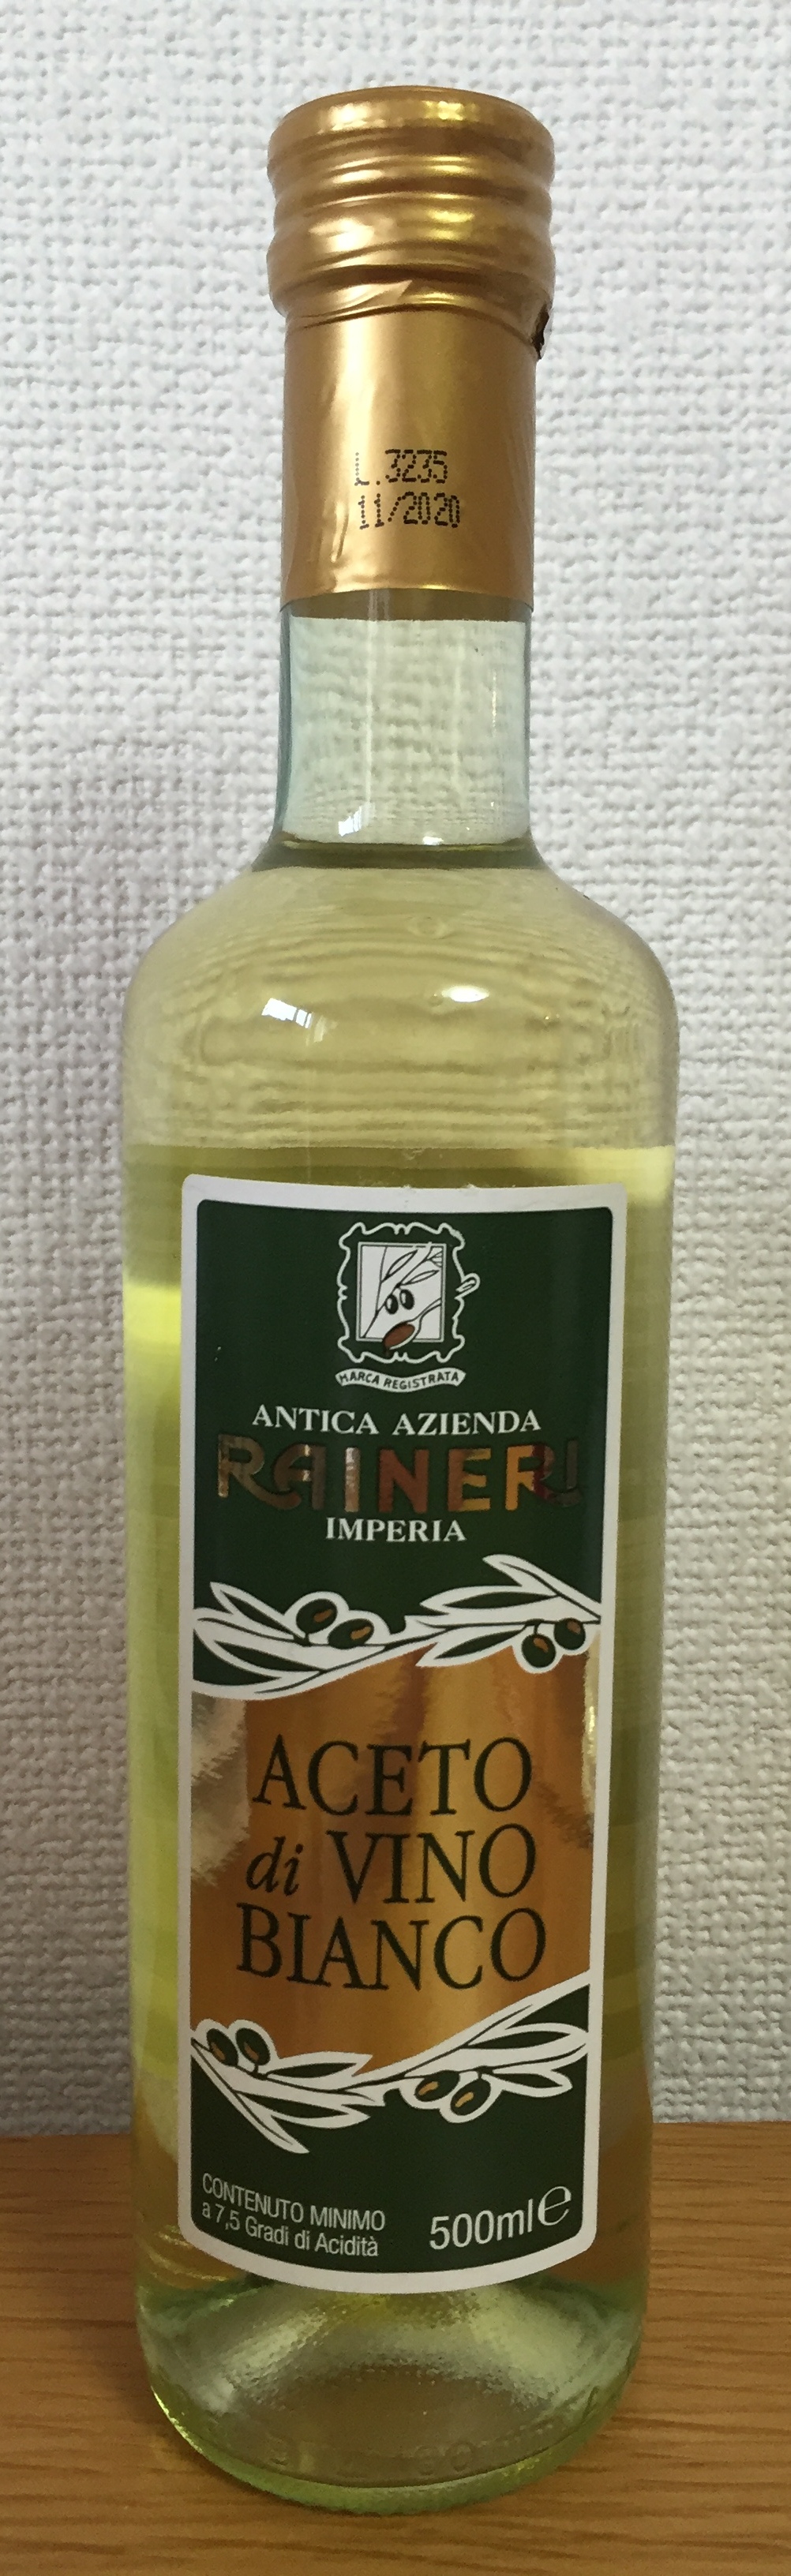 L.3235
11/2020
MARCA REGISTRATA
ANTICA AZIENDA
RAINERI
IMPERIA
ACETO
di VINO
BIANCO
CONTENUTO MINIMO
a 7,5 Gradi di Acidità
500ml e